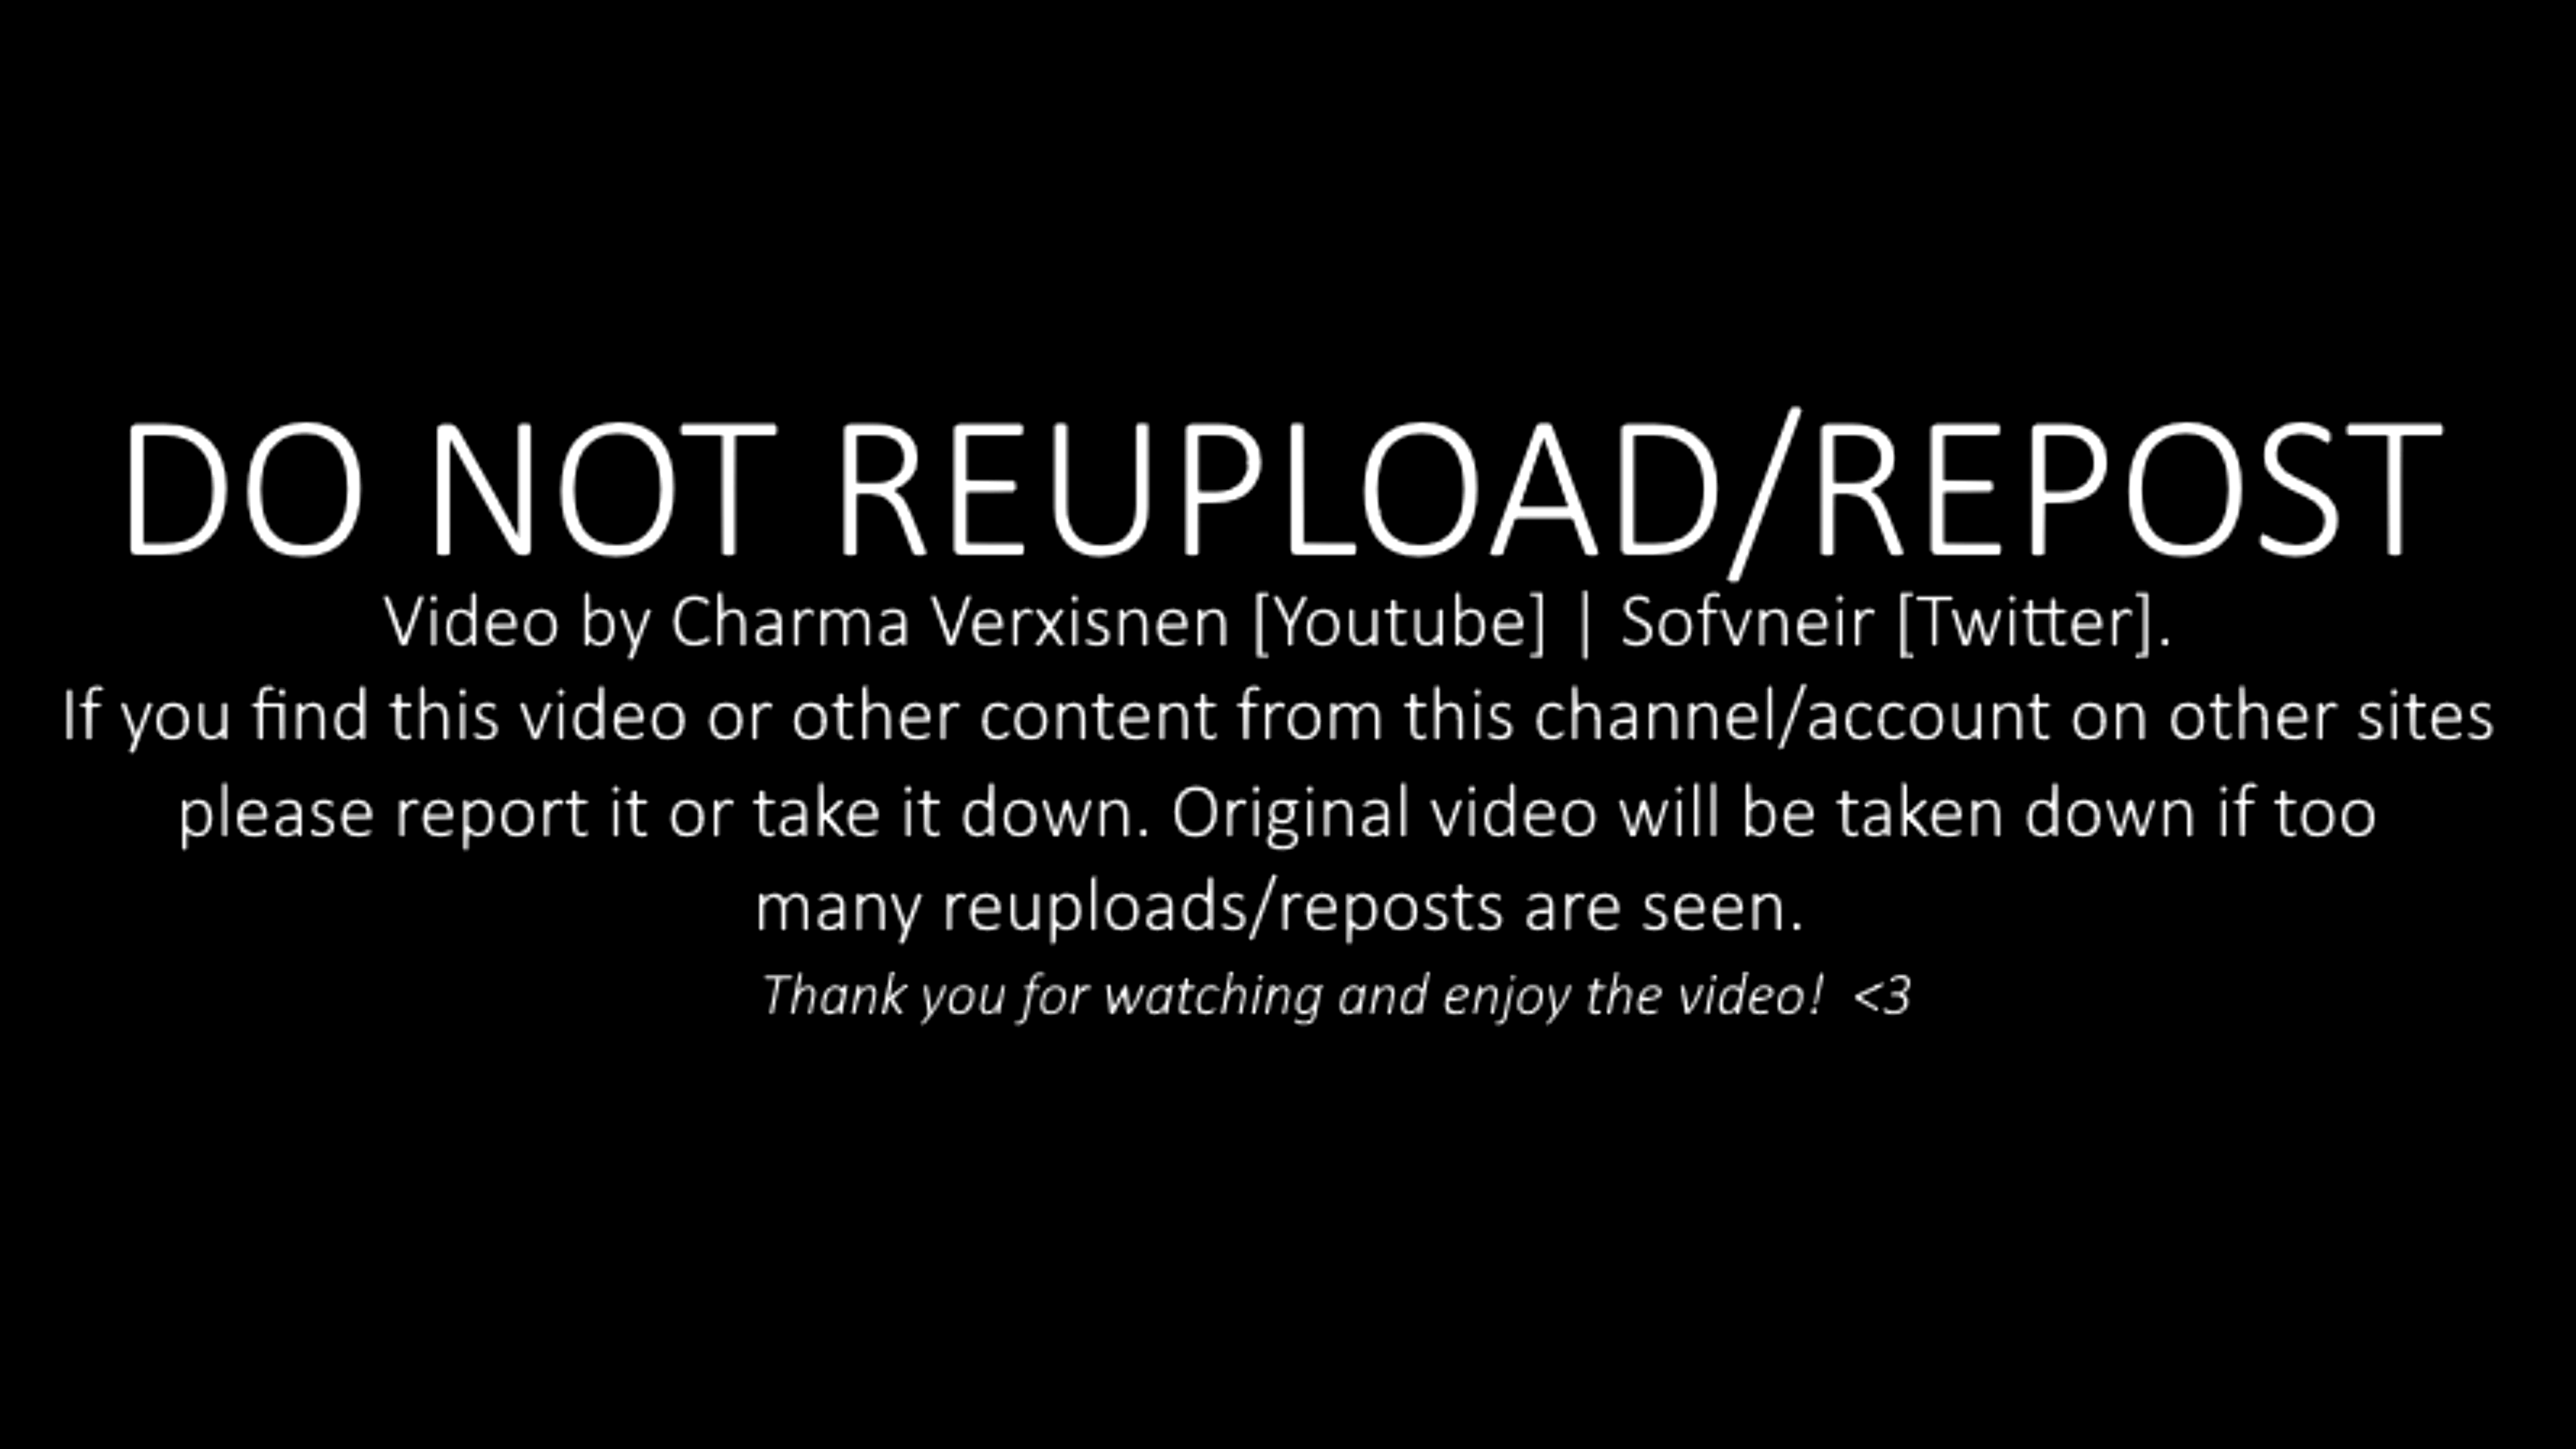 DO NOT REUPLOAD/REPOST
Video by Charma Verxisnen [Youtube] | Sofvneir [Twitter].
If you find this video or other content from this channel/account on other sites
please report it or take it down. Original video will be taken down if too
many reuploads/reposts are seen.
Thank you for watching and enjoy the video!  <3